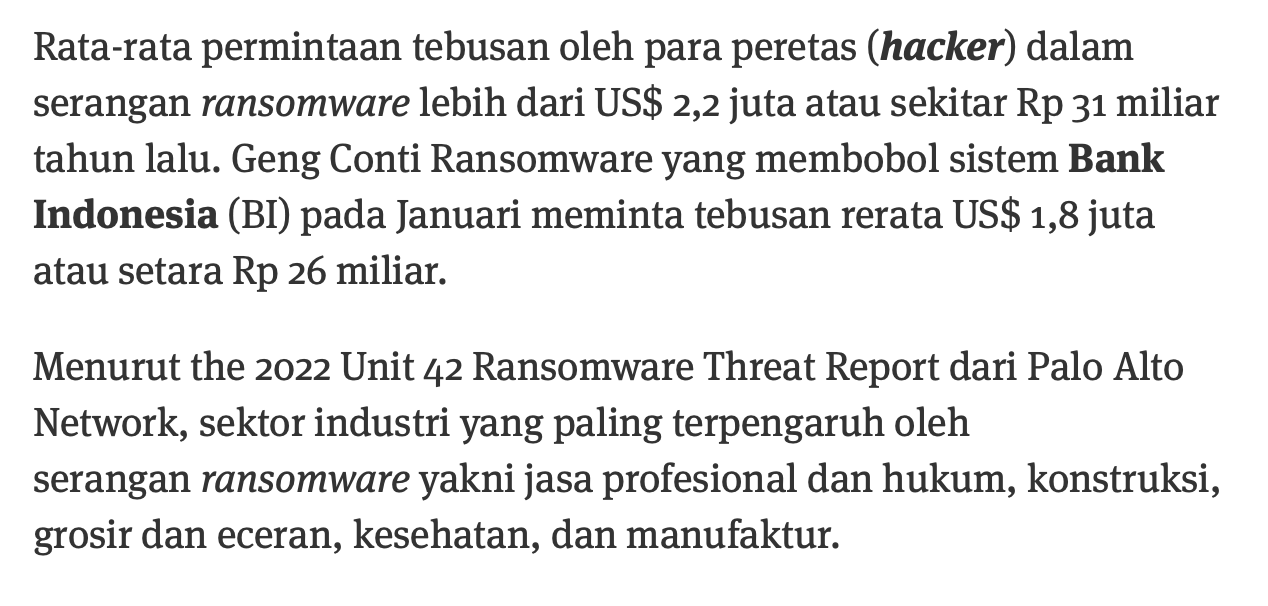 Rata-rata permintaan tebusan oleh para peretas (hacker) dalam
serangan ransomware lebih dari US$ 2,2 juta atau sekitar Rp 31 miliar
tahun lalu. Geng Conti Ransomware yang membobol sistem Bank
Indonesia (BI) pada Januari meminta tebusan rerata US$ 1,8 juta
atau setara Rp 26 miliar.
Menurut the 2022 Unit 42 Ransomware Threat Report dari Palo Alto
Network, sektor industri yang paling terpengaruh oleh
serangan ransomware yakni jasa profesional dan hukum, konstruksi,
grosir dan eceran, kesehatan, dan manufaktur.